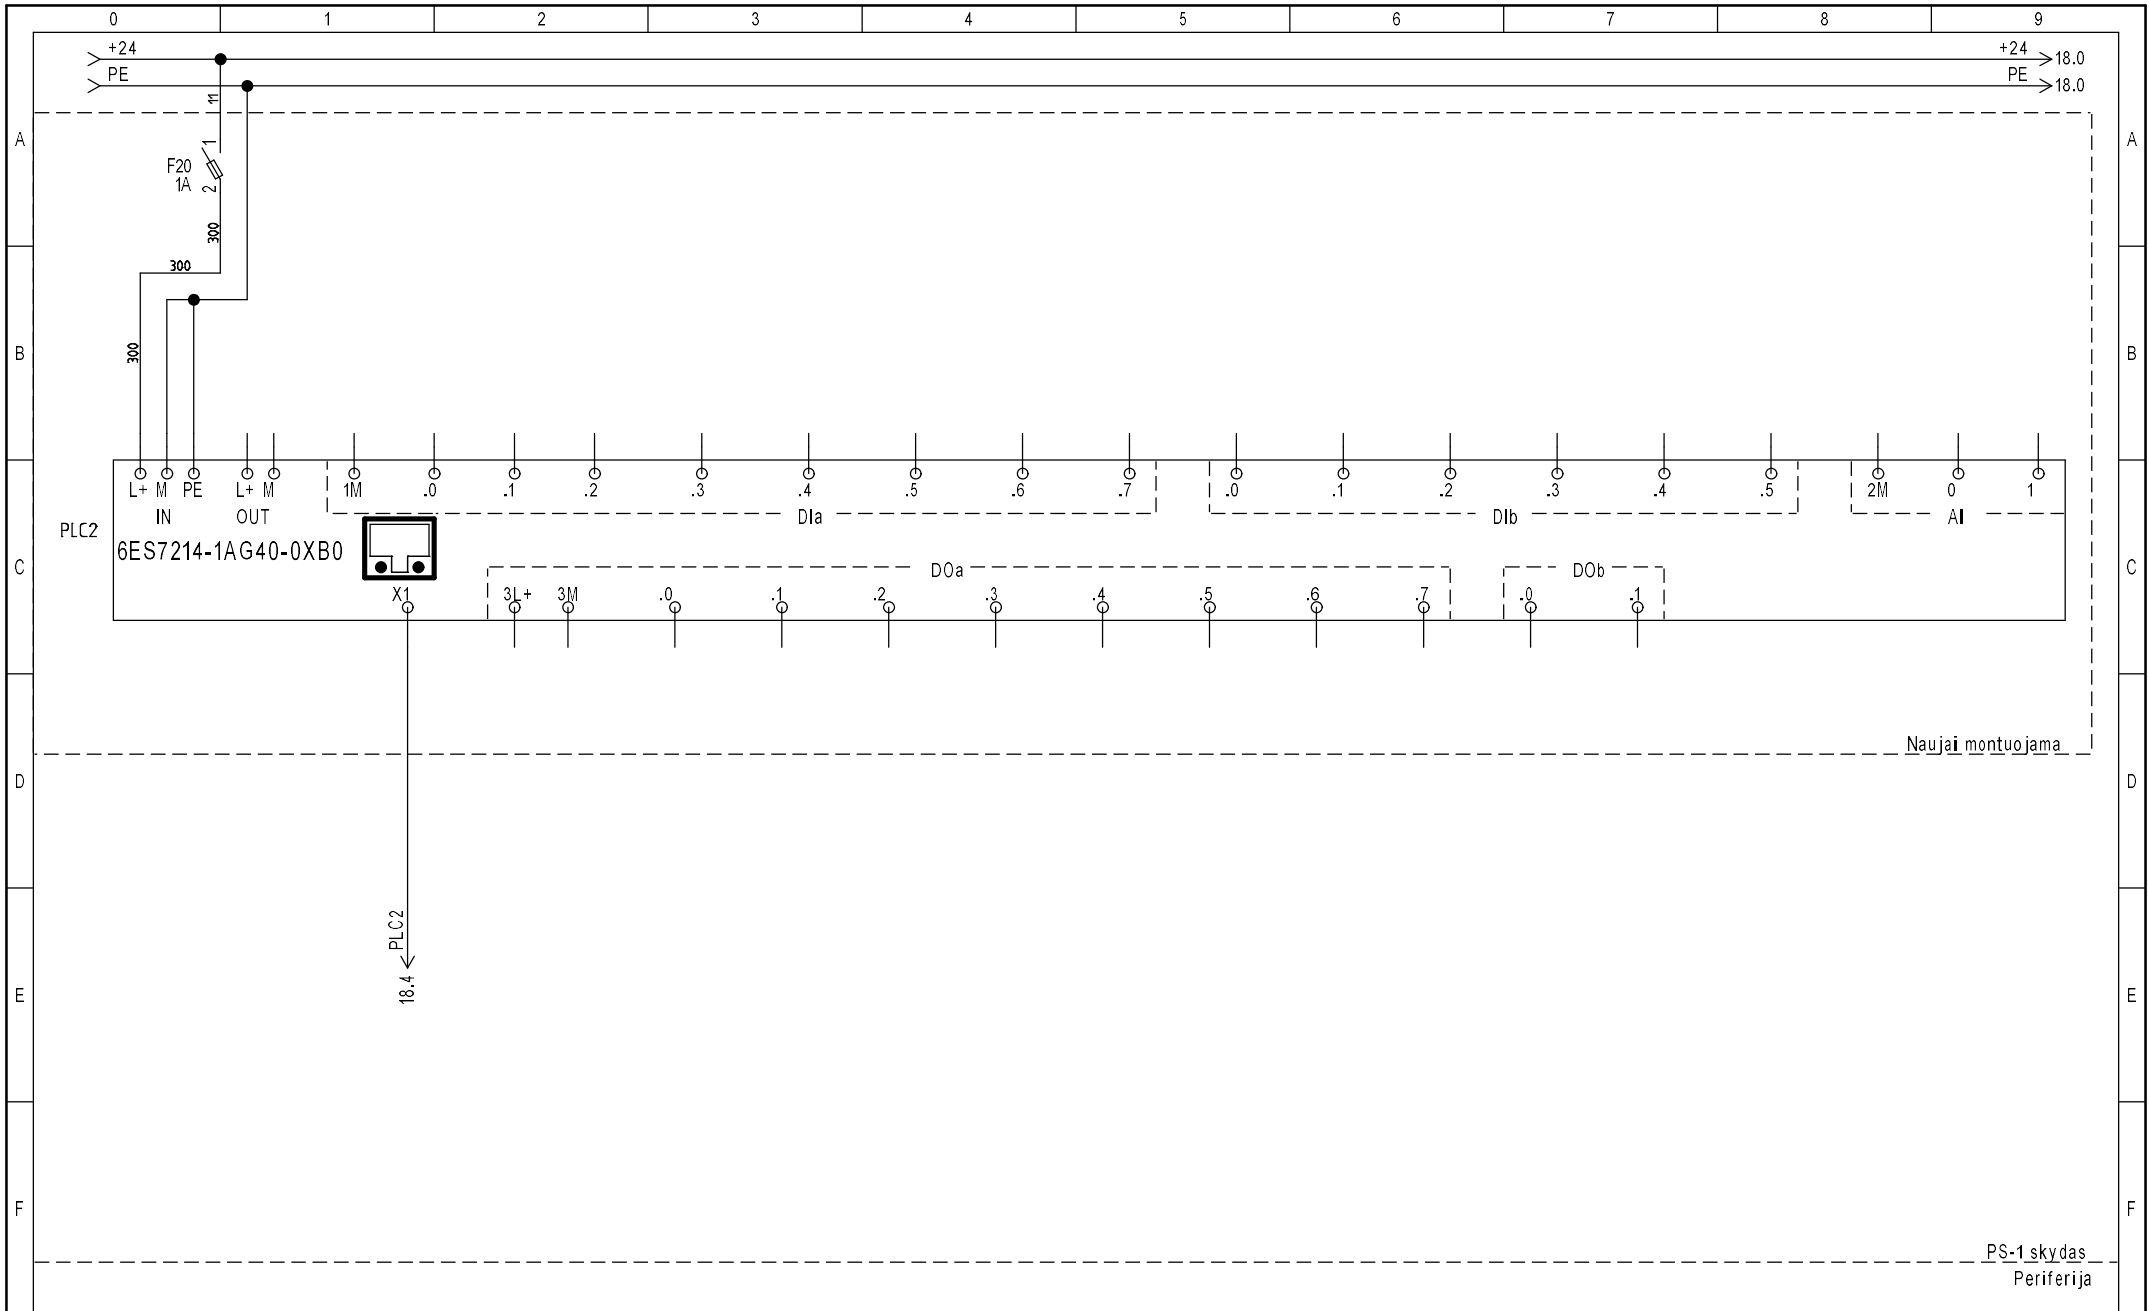 0 1 2 3 4 5 6 7 8 9
+24 +24 18.0
PE PE 18.0
11
A A
1
F20
1A
2
300
300
300
B B
L+ M PE L+ M 1M .0 .1 .2 .3 .4 .5 .6 .7 .0 .1 .2 .3 .4 .5 2M 0 1
IN OUT DIa DIb AI
PLC2
6ES7214-1AG40-0XB0
C C
DOa DOb
X1 3L+ 3M .0 .1 .2 .3 .4 .5 .6 .7 .0 .1
Naujai montuojama
D D
PLC2
18.4
E E
F F
PS-1 skydas
Periferija